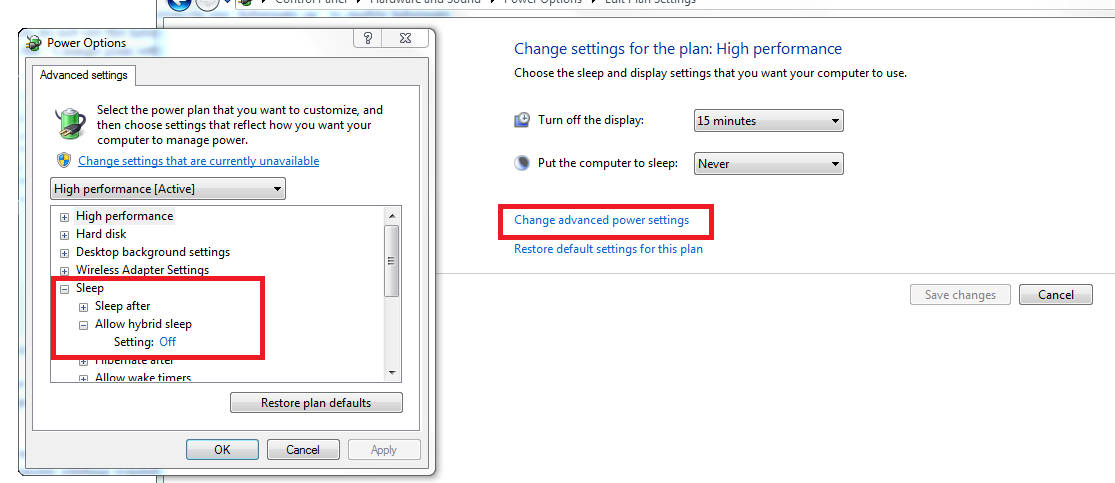 Control Panel
Hardware and Sound
Power Options
Edit Plan Settings
Power Options
Advanced settings
Select the power plan that you want to customize, and
then choose settings that reflect how you want your
computer to manage power.
Change settings that are currently unavailable
High performance [Active]
High performance
Hard disk
Desktop background settings
Wireless Adapter Settings
Sleep
Sleep after
Allow hybrid sleep
Setting: Off
Hibernate after
Allow wake timers
Restore plan defaults
OK
Cancel
Apply
Change settings for the plan: High performance
Choose the sleep and display settings that you want your computer to use.
Turn off the display:
15 minutes
Put the computer to sleep:
Never
Change advanced power settings
Restore default settings for this plan
Save changes
Cancel